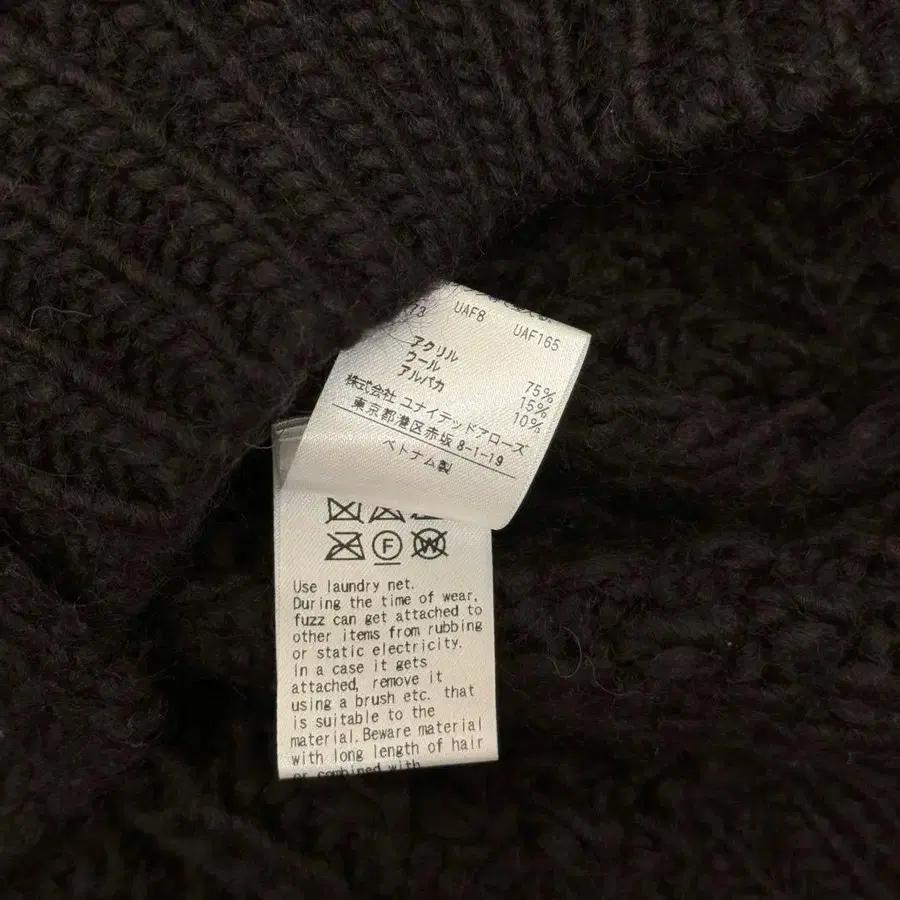 73 UAF8 UAF165
アクリル 75%
ウール 15%
アルパカ 10%
株式会社 ユナイテッドアローズ
東京都港区赤坂 8-1-19
ベトナム製
F W
Use laundry net.
During the time of wear,
fuzz can get attached to
other items from rubbing
or static electricity.
In a case it gets
attached, remove it
using a brush etc. that
is suitable to the
material.Beware material
with long length of hair
or combined with